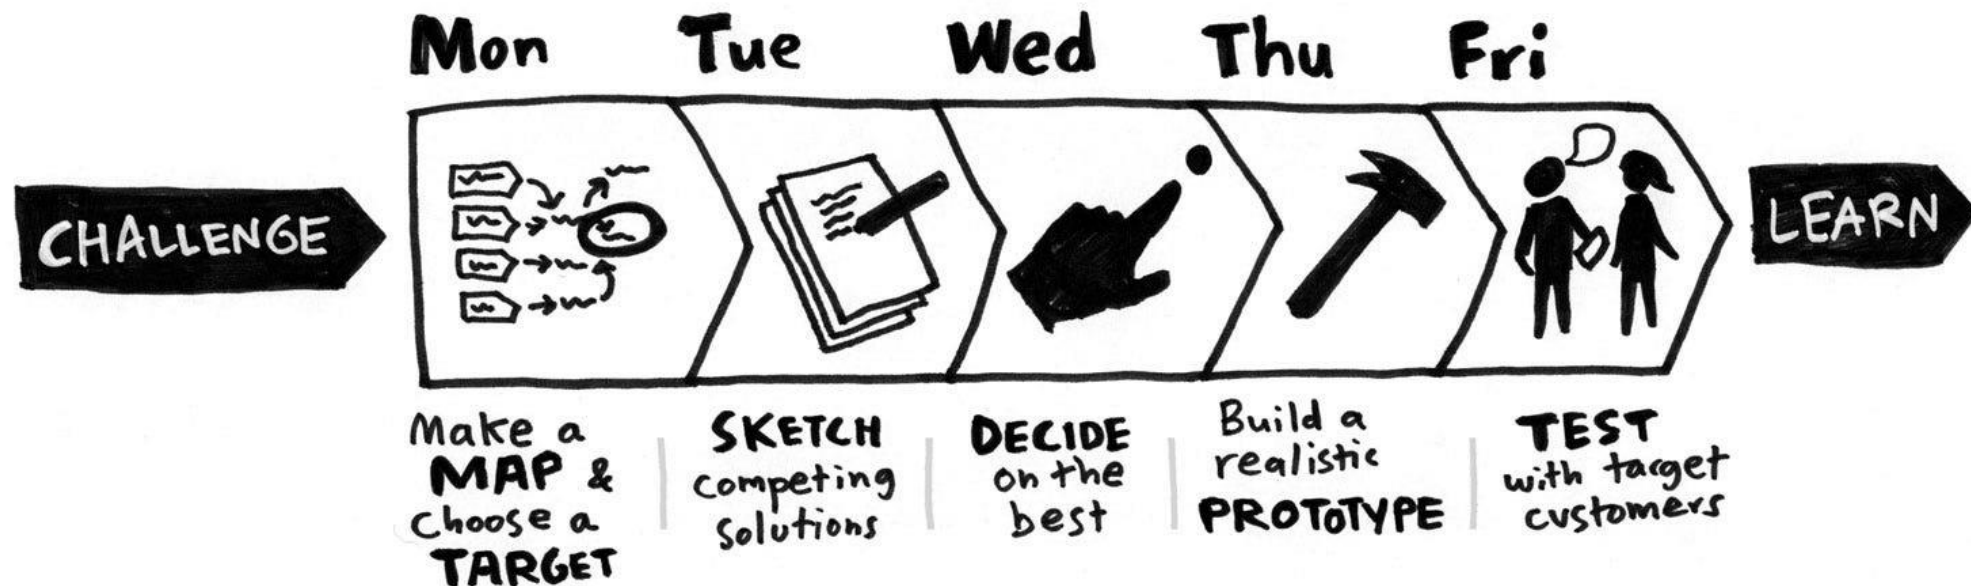 Mon Tue Wed Thu Fri
CHALLENGE
LEARN
Make a
MAP &
choose a
TARGET
SKETCH
competing
solutions
DECIDE
on the
best
Build a
realistic
PROTOTYPE
TEST
with target
customers